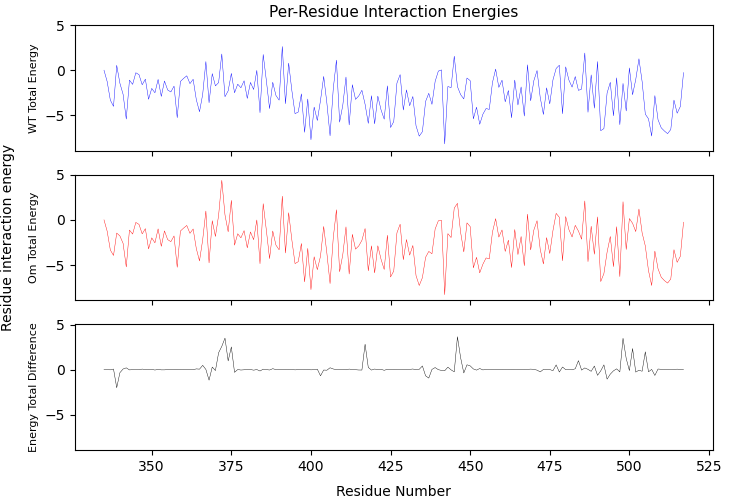 Per-Residue Interaction Energies
Residue interaction energy
WT Total Energy
5
0
−5
Om Total Energy
5
0
−5
Energy Total Difference
5
0
−5
350 375 400 425 450 475 500 525
Residue Number